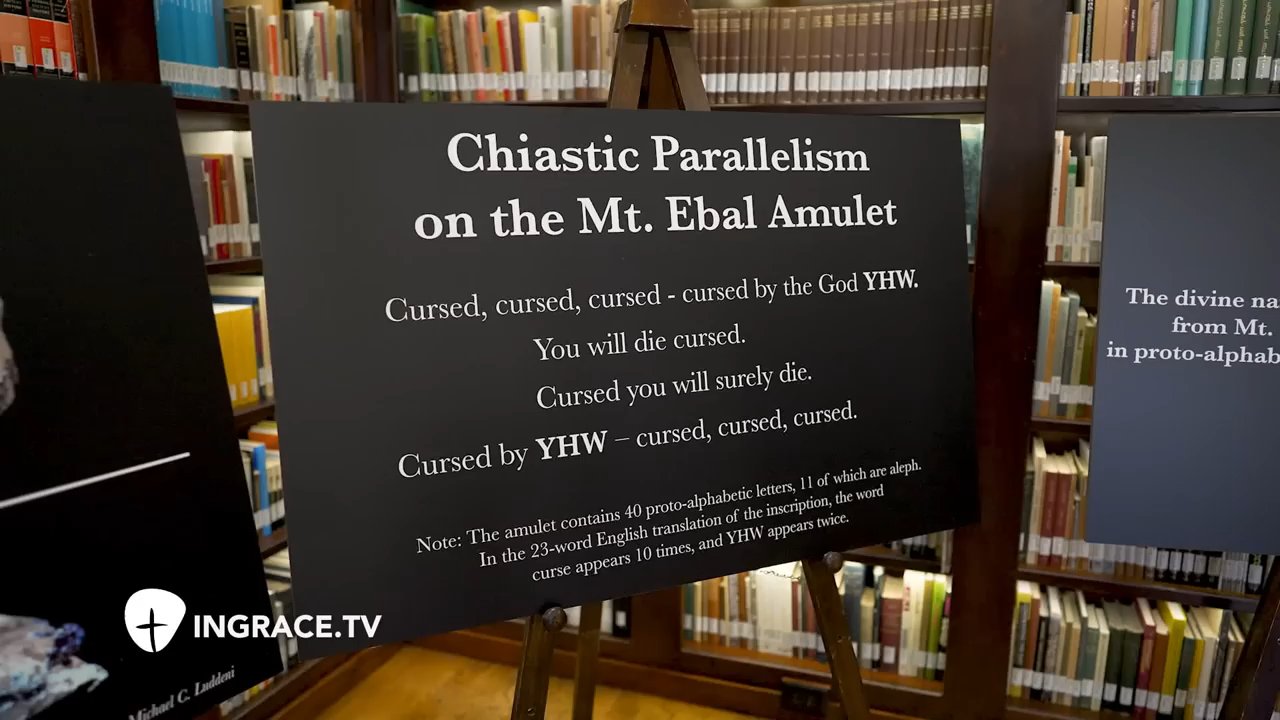 Chiastic Parallelism
on the Mt. Ebal Amulet
Cursed, cursed, cursed - cursed by the God YHW.
You will die cursed.
Cursed you will surely die.
Cursed by YHW – cursed, cursed, cursed.
Note: The amulet contains 40 proto-alphabetic letters, 11 of which are aleph.
In the 23-word English translation of the inscription, the word
curse appears 10 times, and YHW appears twice.
The divine na
from Mt.
in proto-alphab
INGRACE.TV
Michael C. Luddeni